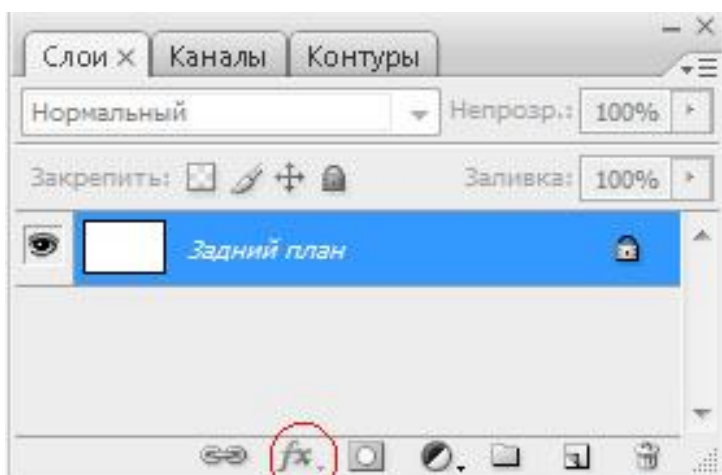 Слои × Каналы Контуры
Нормальный Непрозр.: 100%
Закрепить: Заливка: 100%
Задний план
fx